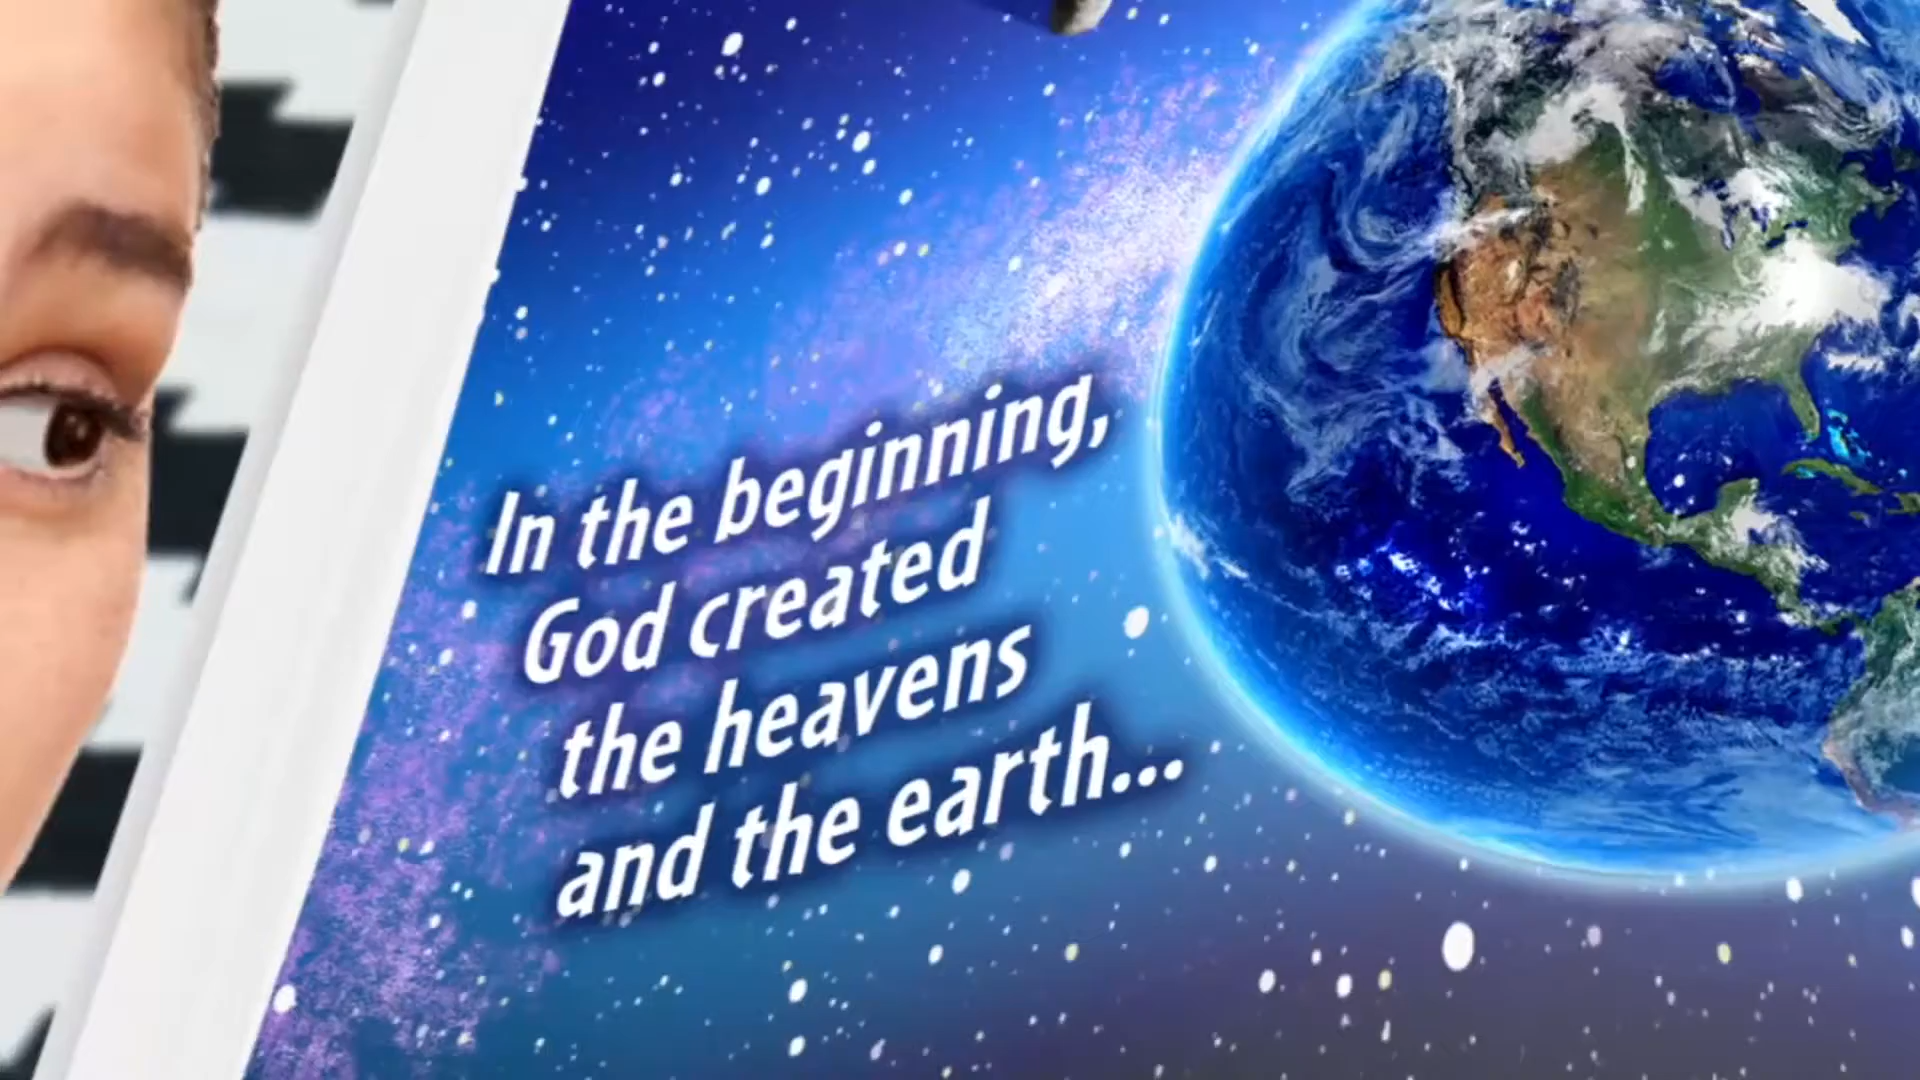 In the beginning,
God created
the heavens
and the earth...